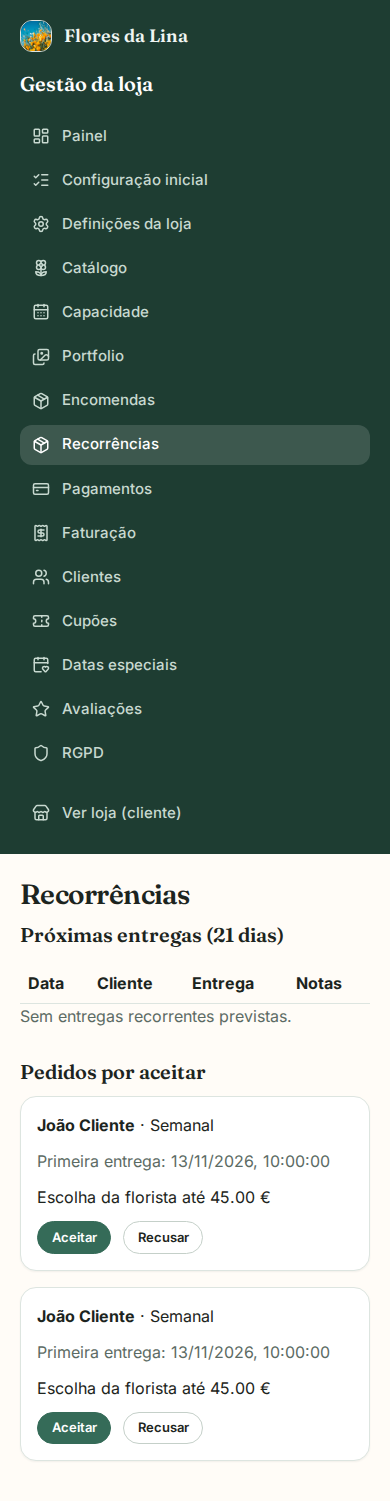 Flores da Lina
Gestão da loja
Painel
Configuração inicial
Definições da loja
Catálogo
Capacidade
Portfolio
Encomendas
Recorrências
Pagamentos
Faturação
Clientes
Cupões
Datas especiais
Avaliações
RGPD
Ver loja (cliente)
Recorrências
Próximas entregas (21 dias)
Data Cliente Entrega Notas
Sem entregas recorrentes previstas.
Pedidos por aceitar
João Cliente · Semanal
Primeira entrega: 13/11/2026, 10:00:00
Escolha da florista até 45.00 €
Aceitar Recusar
João Cliente · Semanal
Primeira entrega: 13/11/2026, 10:00:00
Escolha da florista até 45.00 €
Aceitar Recusar